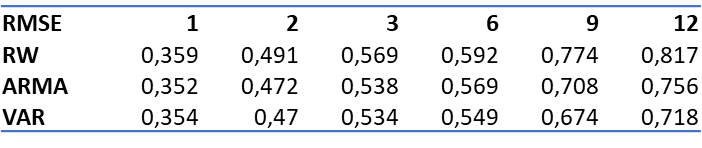 RMSE 1 2 3 6 9 12
RW 0,359 0,491 0,569 0,592 0,774 0,817
ARMA 0,352 0,472 0,538 0,569 0,708 0,756
VAR 0,354 0,47 0,534 0,549 0,674 0,718